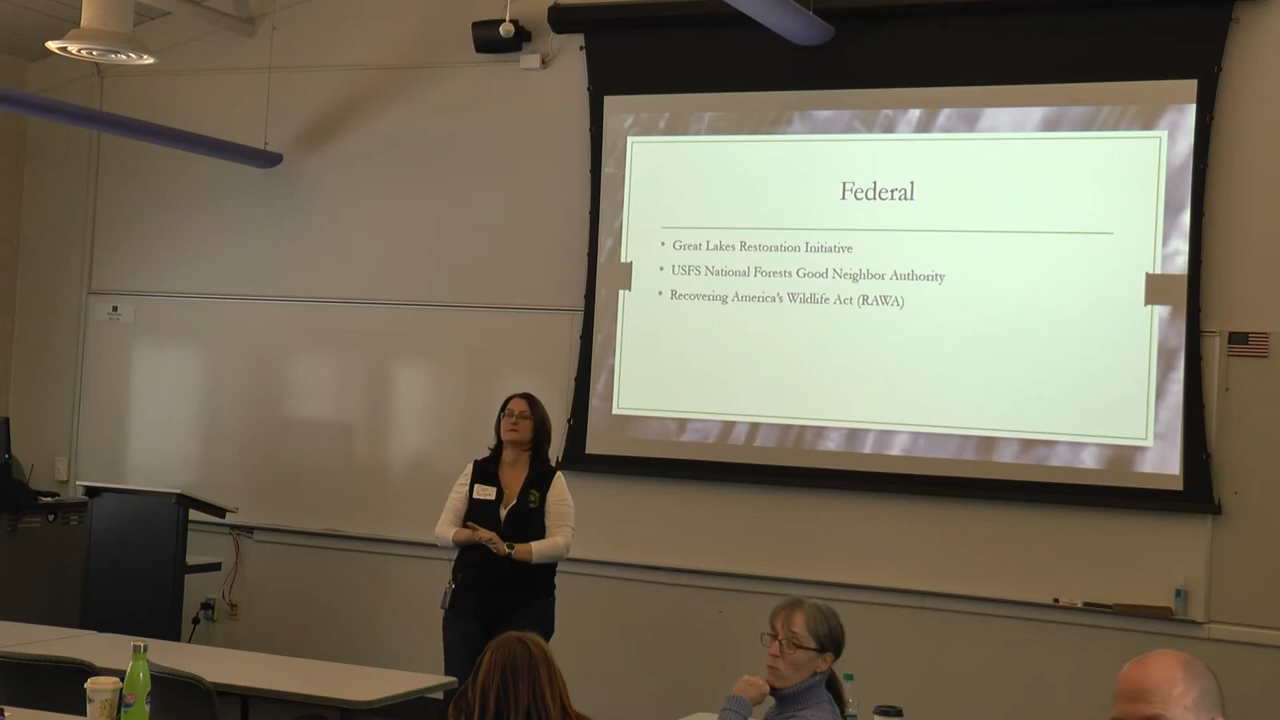 Federal
• Great Lakes Restoration Initiative
• USFS National Forests Good Neighbor Authority
• Recovering America's Wildlife Act (RAWA)